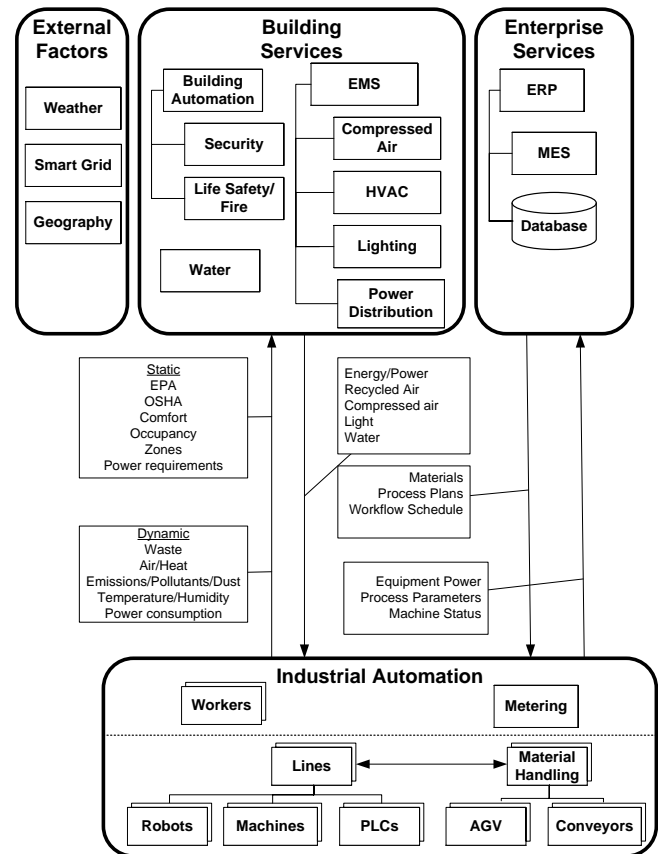 External
Factors
Weather
Smart Grid
Geography
Building
Services
Building
Automation
Security
Life Safety/
Fire
Water
EMS
Compressed
Air
HVAC
Lighting
Power
Distribution
Enterprise
Services
ERP
MES
Database
Static
EPA
OSHA
Comfort
Occupancy
Zones
Power requirements
Energy/Power
Recycled Air
Compressed air
Light
Water
Materials
Process Plans
Workflow Schedule
Dynamic
Waste
Air/Heat
Emissions/Pollutants/Dust
Temperature/Humidity
Power consumption
Equipment Power
Process Parameters
Machine Status
Industrial Automation
Workers
Metering
Lines
Material
Handling
Robots
Machines
PLCs
AGV
Conveyors